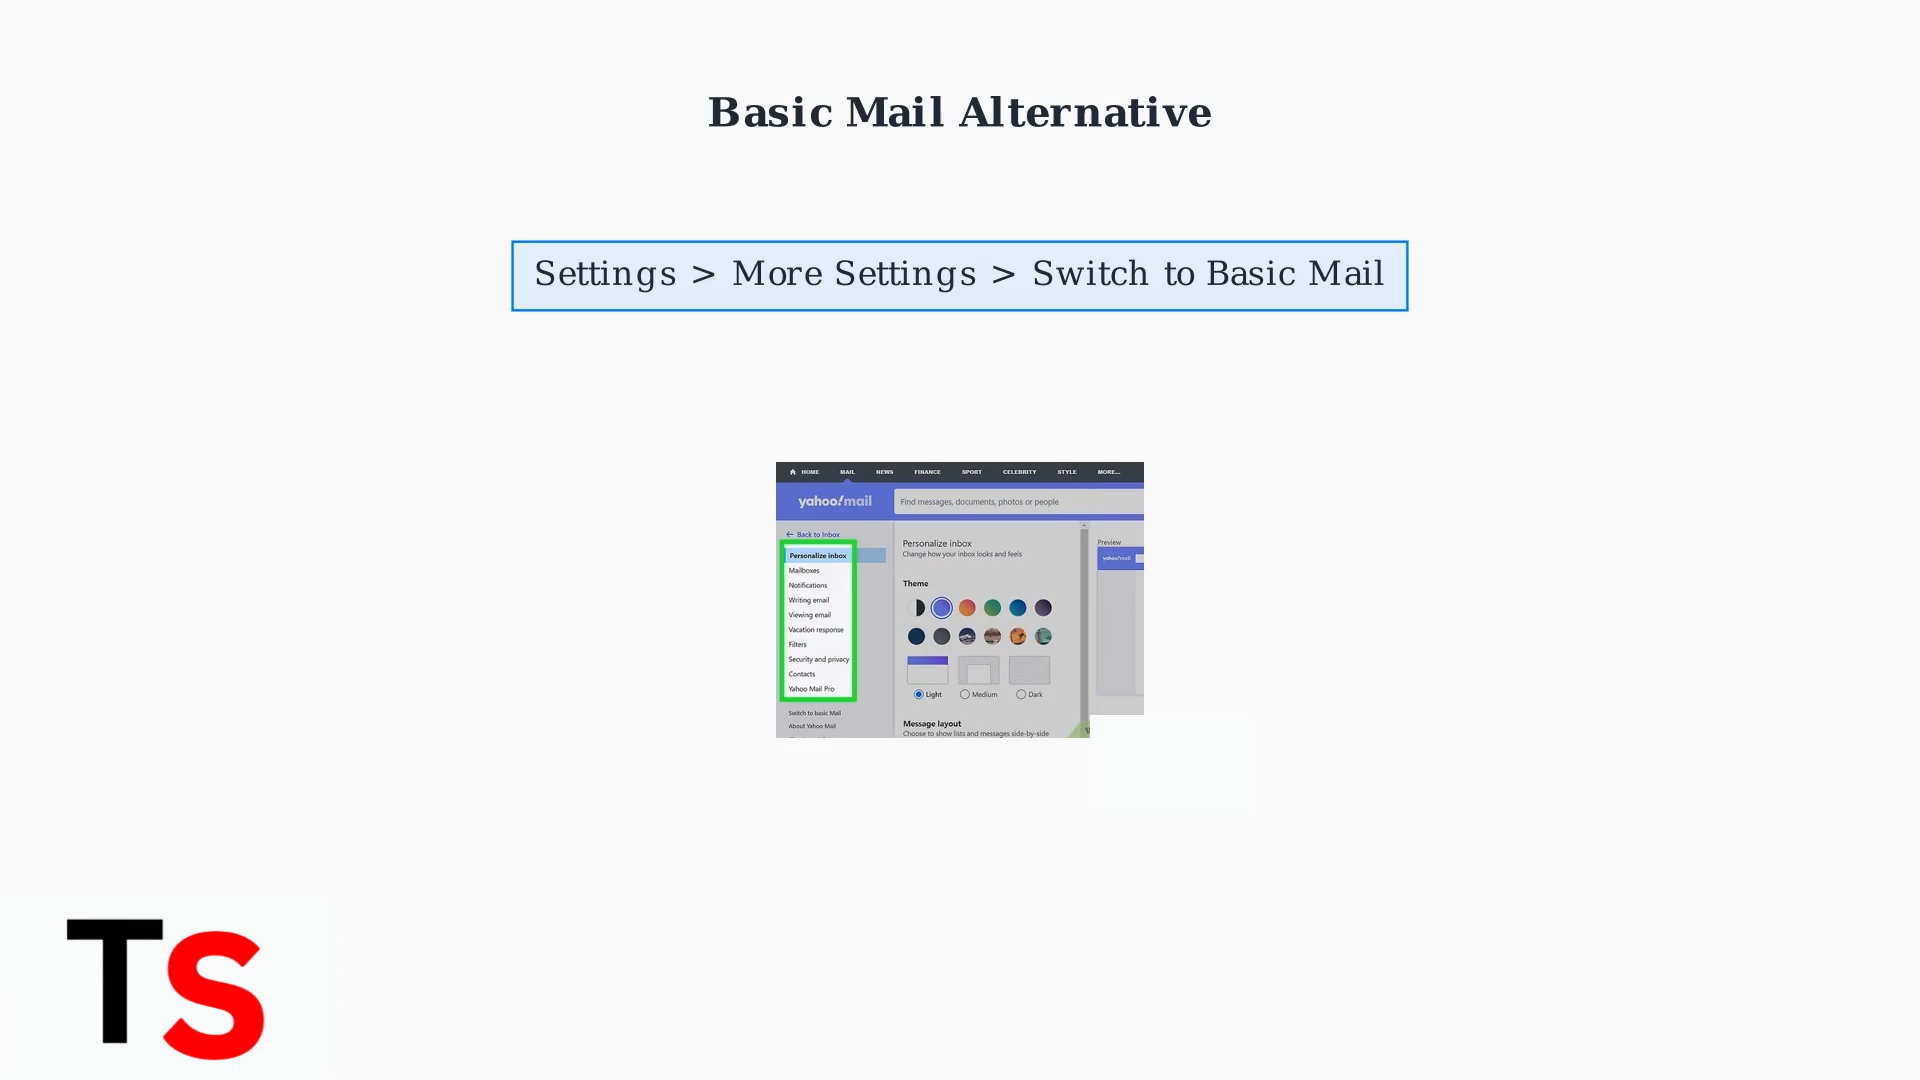 Basic Mail Alternative
Settings > More Settings > Switch to Basic Mail
HOME MAIL NEWS FINANCE SPORT CELEBRITY STYLE MORE...
yahoo!mail Find messages, documents, photos or people
Back to Inbox
Personalize inbox
Mailboxes
Notifications
Writing email
Viewing email
Vacation response
Filters
Security and privacy
Contacts
Yahoo Mail Pro
Switch to basic Mail
About Yahoo Mail
Personalize inbox
Change how your inbox looks and feels
Theme
Light Medium Dark
Message layout
Choose to show lists and messages side-by-side
Preview
yahoo!mail
TS